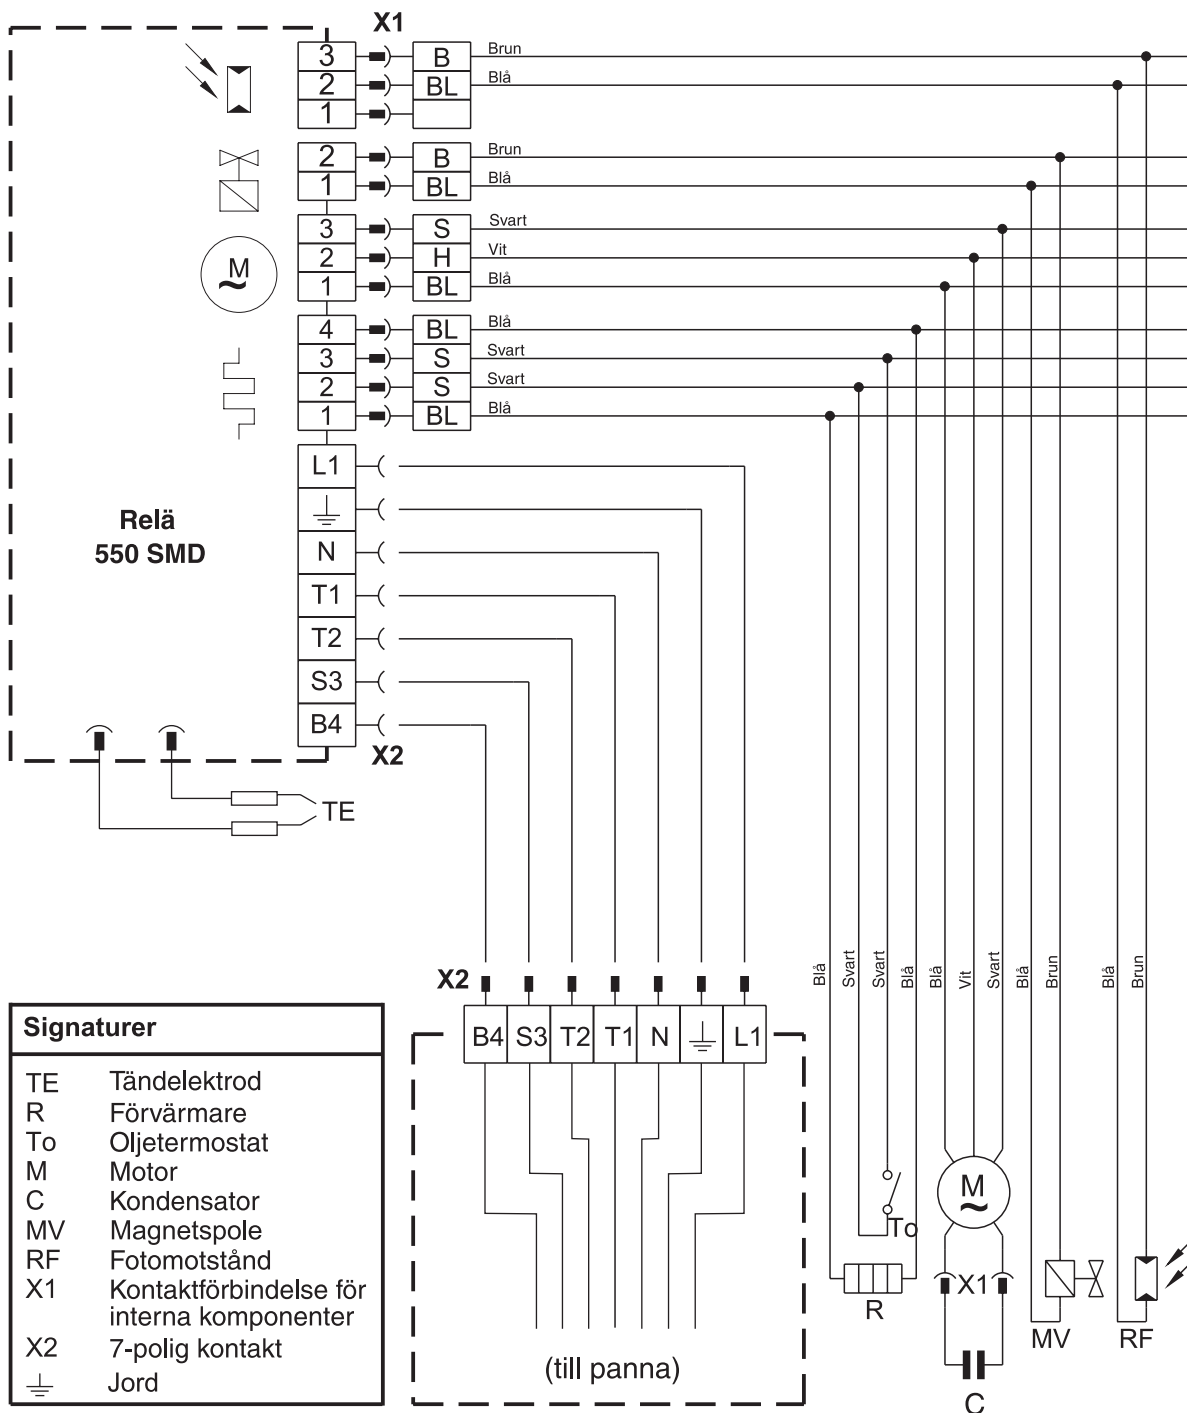 X1
3 B Brun
2 BL Blå
1
2 B Brun
1 BL Blå
3 S Svart
2 H Vit
1 BL Blå
M
4 BL Blå
3 S Svart
2 S Svart
1 BL Blå
L1
Relä
550 SMD
N
T1
T2
S3
B4
X2
TE
Blå Svart Svart Blå Blå Vit Svart Blå Brun Blå Brun
X2
B4 S3 T2 T1 N L1
Signaturer
TE Tändelektrod
R Förvärmare
To Oljetermostat
M Motor
C Kondensator
MV Magnetspole
RF Fotomotstånd
X1 Kontaktförbindelse för
interna komponenter
X2 7-polig kontakt
Jord
(till panna)
M
To
X1
R
MV
RF
C